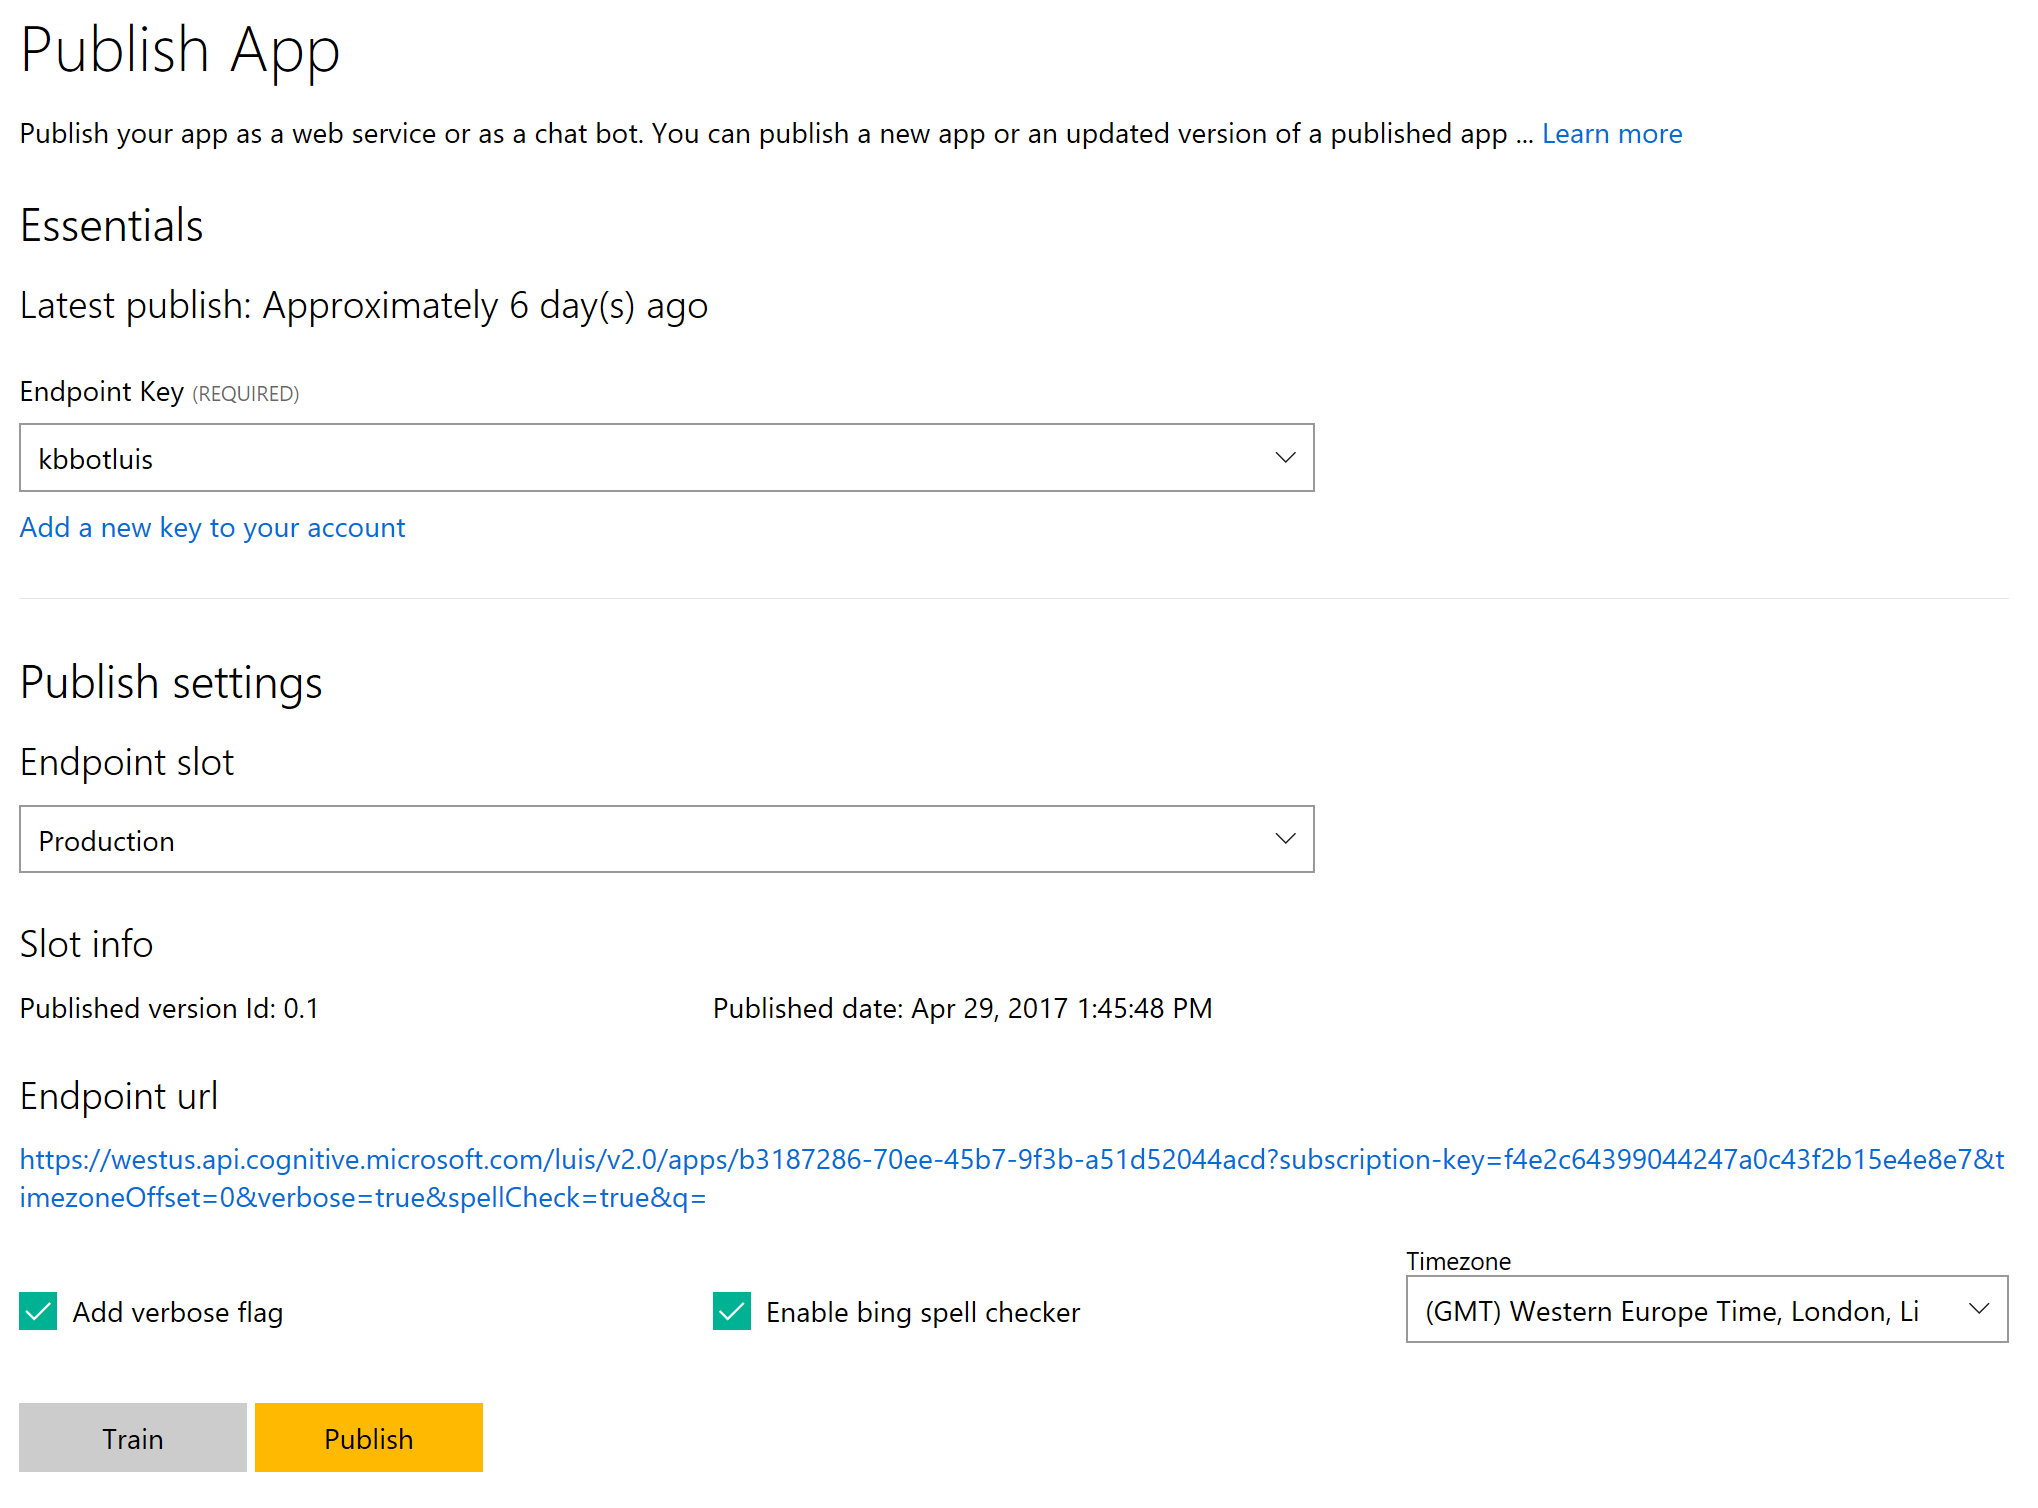 Publish App
Publish your app as a web service or as a chat bot. You can publish a new app or an updated version of a published app ... Learn more
Essentials
Latest publish: Approximately 6 day(s) ago
Endpoint Key (REQUIRED)
kbbotluis
Add a new key to your account
Publish settings
Endpoint slot
Production
Slot info
Published version Id: 0.1
Published date: Apr 29, 2017 1:45:48 PM
Endpoint url
https://westus.api.cognitive.microsoft.com/luis/v2.0/apps/b3187286-70ee-45b7-9f3b-a51d52044acd?subscription-key=f4e2c64399044247a0c43f2b15e4e8e7&t
imezoneOffset=0&verbose=true&spellCheck=true&q=
Timezone
Add verbose flag
Enable bing spell checker
(GMT) Western Europe Time, London, Li
Train
Publish